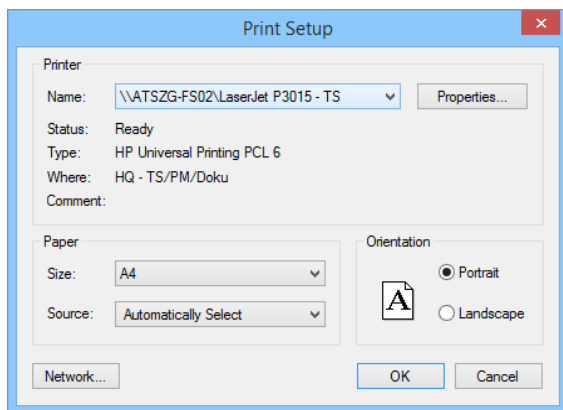 Print Setup
Printer
Name: \\ATSZG-FS02\LaserJet P3015 - TS Properties...
Status: Ready
Type: HP Universal Printing PCL 6
Where: HQ - TS/PM/Doku
Comment:
Paper
Size: A4
Source: Automatically Select
Orientation
A
Portrait
Landscape
Network... OK Cancel